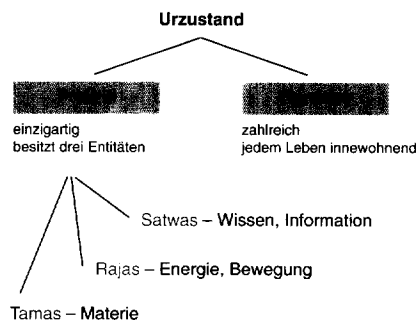 Urzustand
einzigartig
besitzt drei Entitäten
zahlreich
jedem Leben innewohnend
Satwas – Wissen, Information
Rajas – Energie, Bewegung
Tamas – Materie